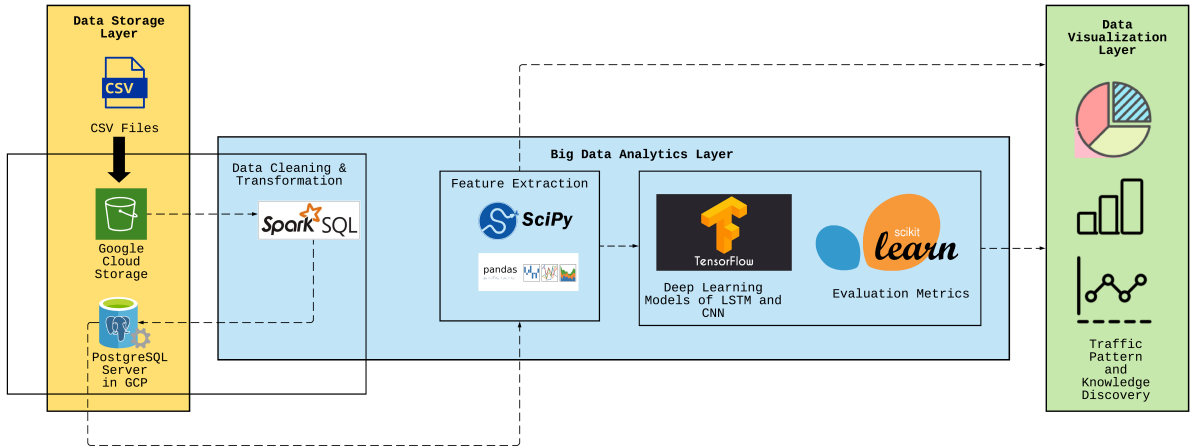 Data Storage
Layer
CSV
CSV Files
Google
Cloud
Storage
PostgreSQL
Server
in GCP
Data Cleaning &
Transformation
Spark SQL
Big Data Analytics Layer
Feature Extraction
SciPy
pandas
TensorFlow
Deep Learning
Models of LSTM and
CNN
scikit
learn
Evaluation Metrics
Data
Visualization
Layer
Traffic
Pattern
and
Knowledge
Discovery